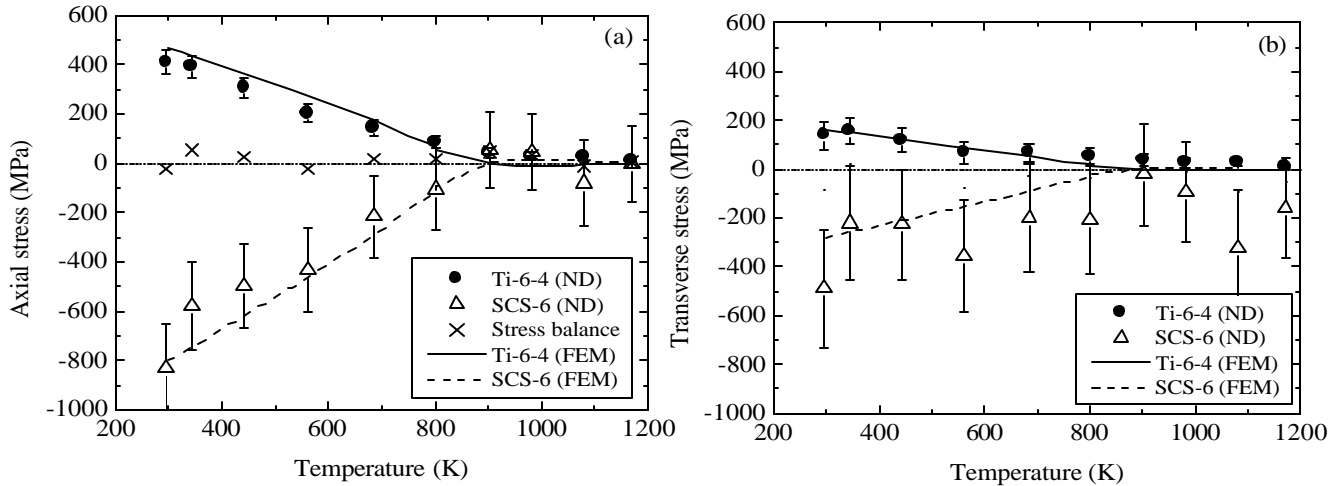 600
400
200
0
-200
-400
-600
-800
-1000
Axial stress (MPa)
(a)
Ti-6-4 (ND)
SCS-6 (ND)
Stress balance
Ti-6-4 (FEM)
SCS-6 (FEM)
200 400 600 800 1000 1200
Temperature (K)
600
400
200
0
-200
-400
-600
-800
-1000
Transverse stress (MPa)
(b)
Ti-6-4 (ND)
SCS-6 (ND)
Ti-6-4 (FEM)
SCS-6 (FEM)
200 400 600 800 1000 1200
Temperature (K)